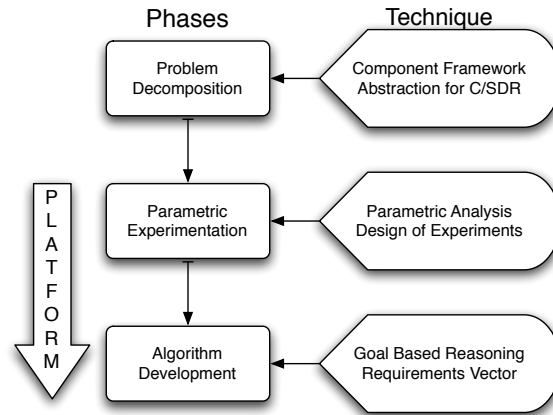 Phases
Technique
Problem
Decomposition
Component Framework
Abstraction for C/SDR
PLATFORM
Parametric
Experimentation
Parametric Analysis
Design of Experiments
Algorithm
Development
Goal Based Reasoning
Requirements Vector